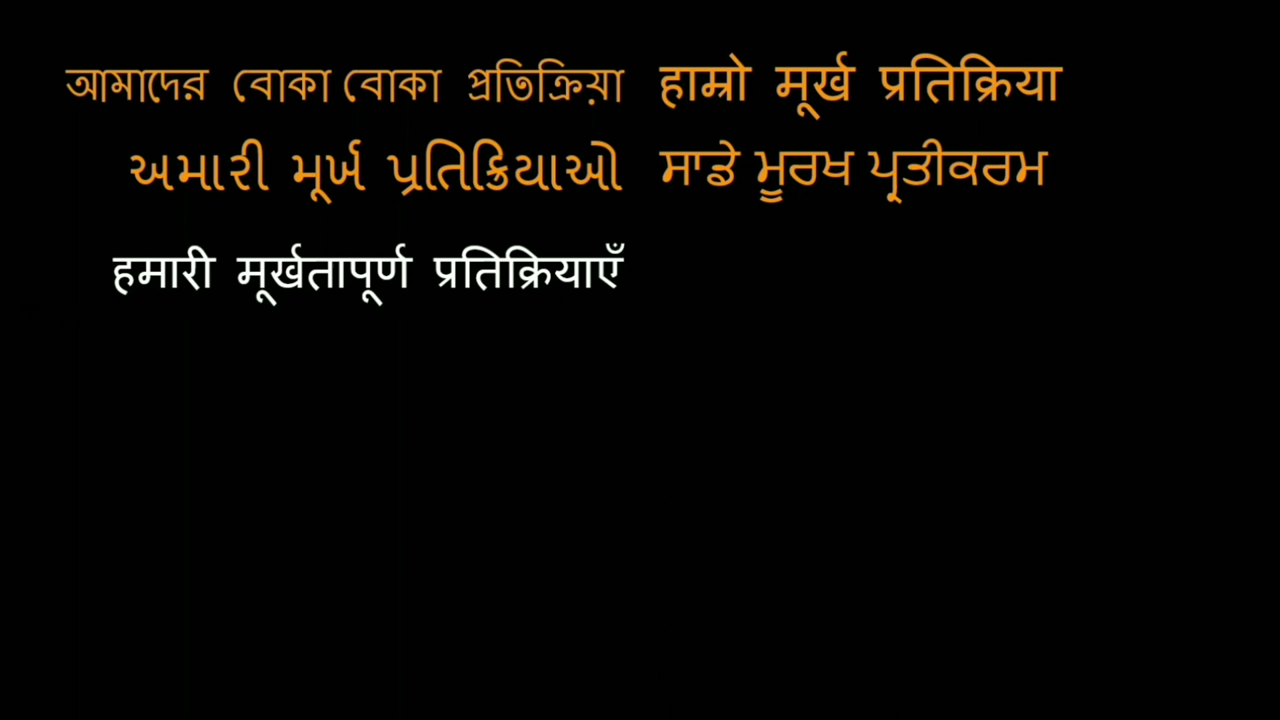 আমাদের বোকা বোকা প্রতিক্রিয়া हाम्रो मूर्ख प्रतिक्रिया
અમારી મૂર્ખ પ્રતિક્રિયાઓ ਸਾਡੇ ਮੂਰਖ ਪ੍ਰਤੀਕਰਮ
हमारी मूर्खतापूर्ण प्रतिक्रियाएँ